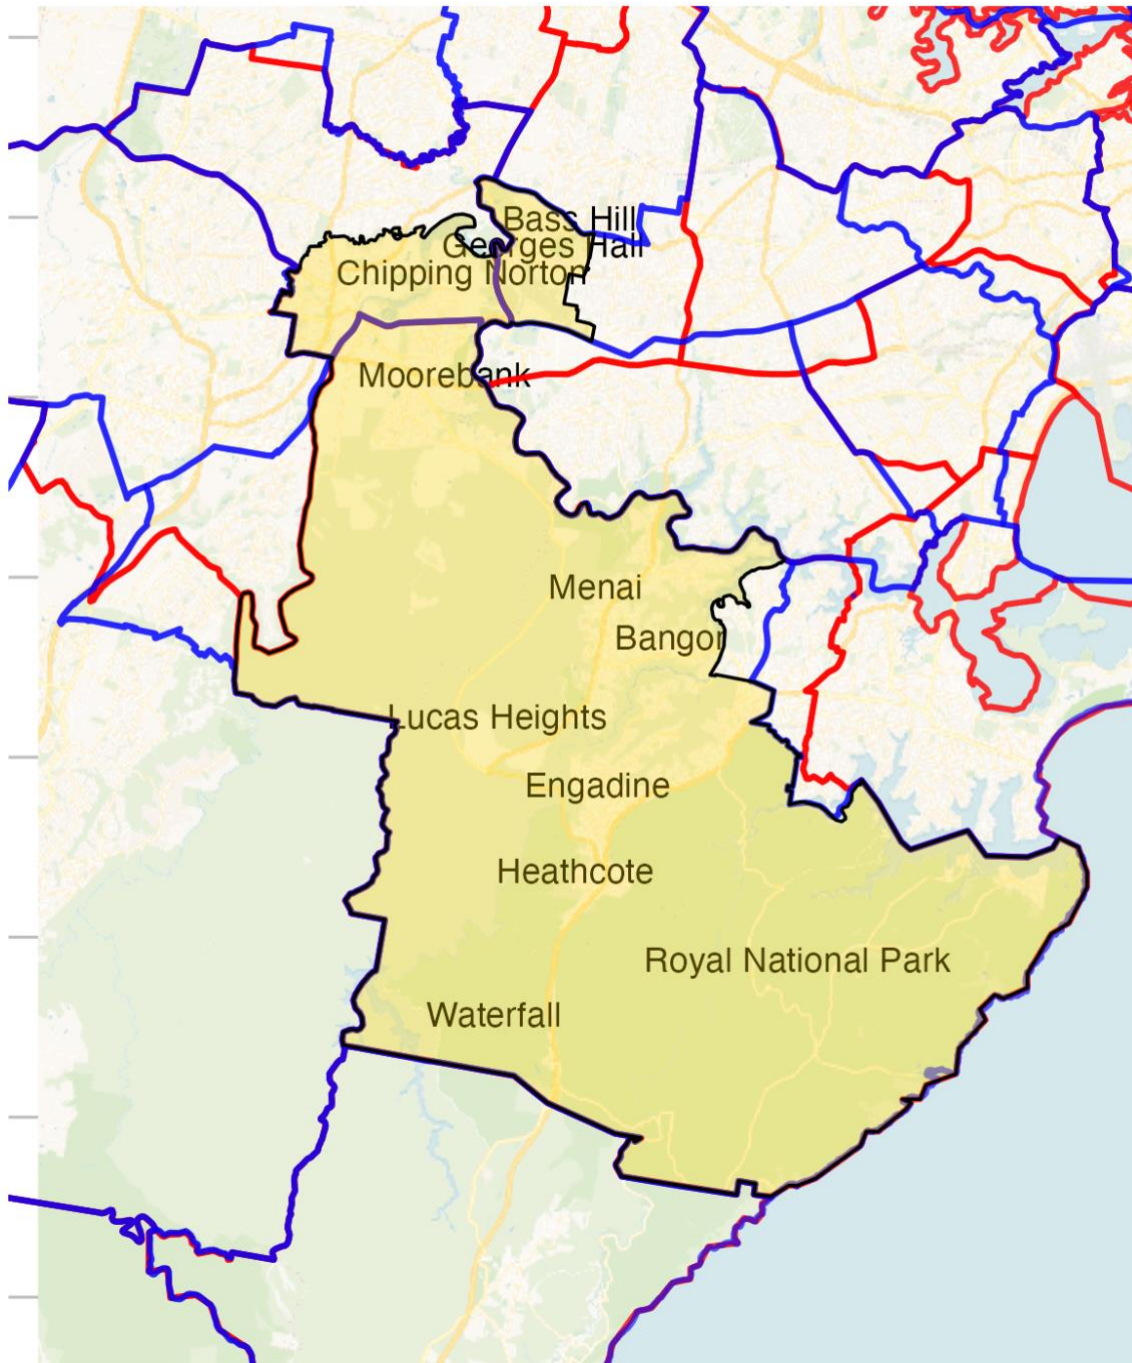 Bass Hill
Georges Hall
Chipping Norton
Moorebank
Menai
Bangor
Lucas Heights
Engadine
Heathcote
Royal National Park
Waterfall